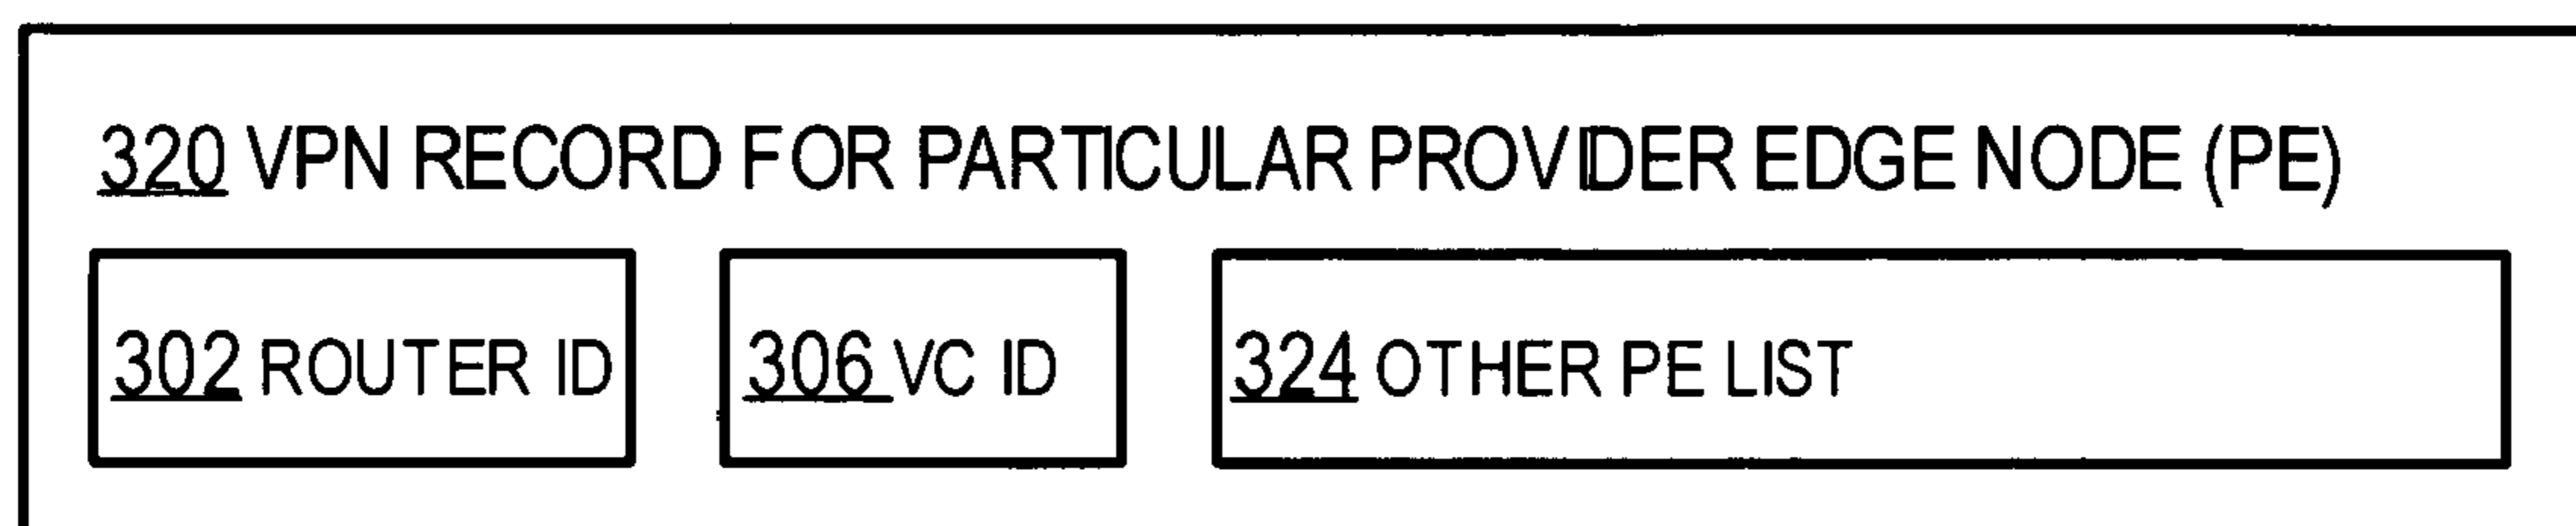 320 VPN RECORD FOR PARTICULAR PROVIDER EDGE NODE (PE)
302 ROUTER ID
306 VC ID
324 OTHER PE LIST